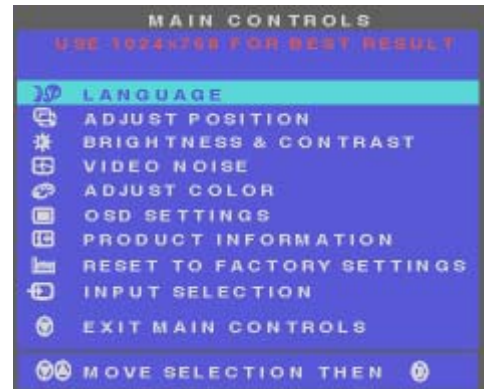 MAIN CONTROLS
USE 1024x768 FOR BEST RESULT
LANGUAGE
ADJUST POSITION
BRIGHTNESS & CONTRAST
VIDEO NOISE
ADJUST COLOR
OSD SETTINGS
PRODUCT INFORMATION
RESET TO FACTORY SETTINGS
INPUT SELECTION
EXIT MAIN CONTROLS
MOVE SELECTION THEN